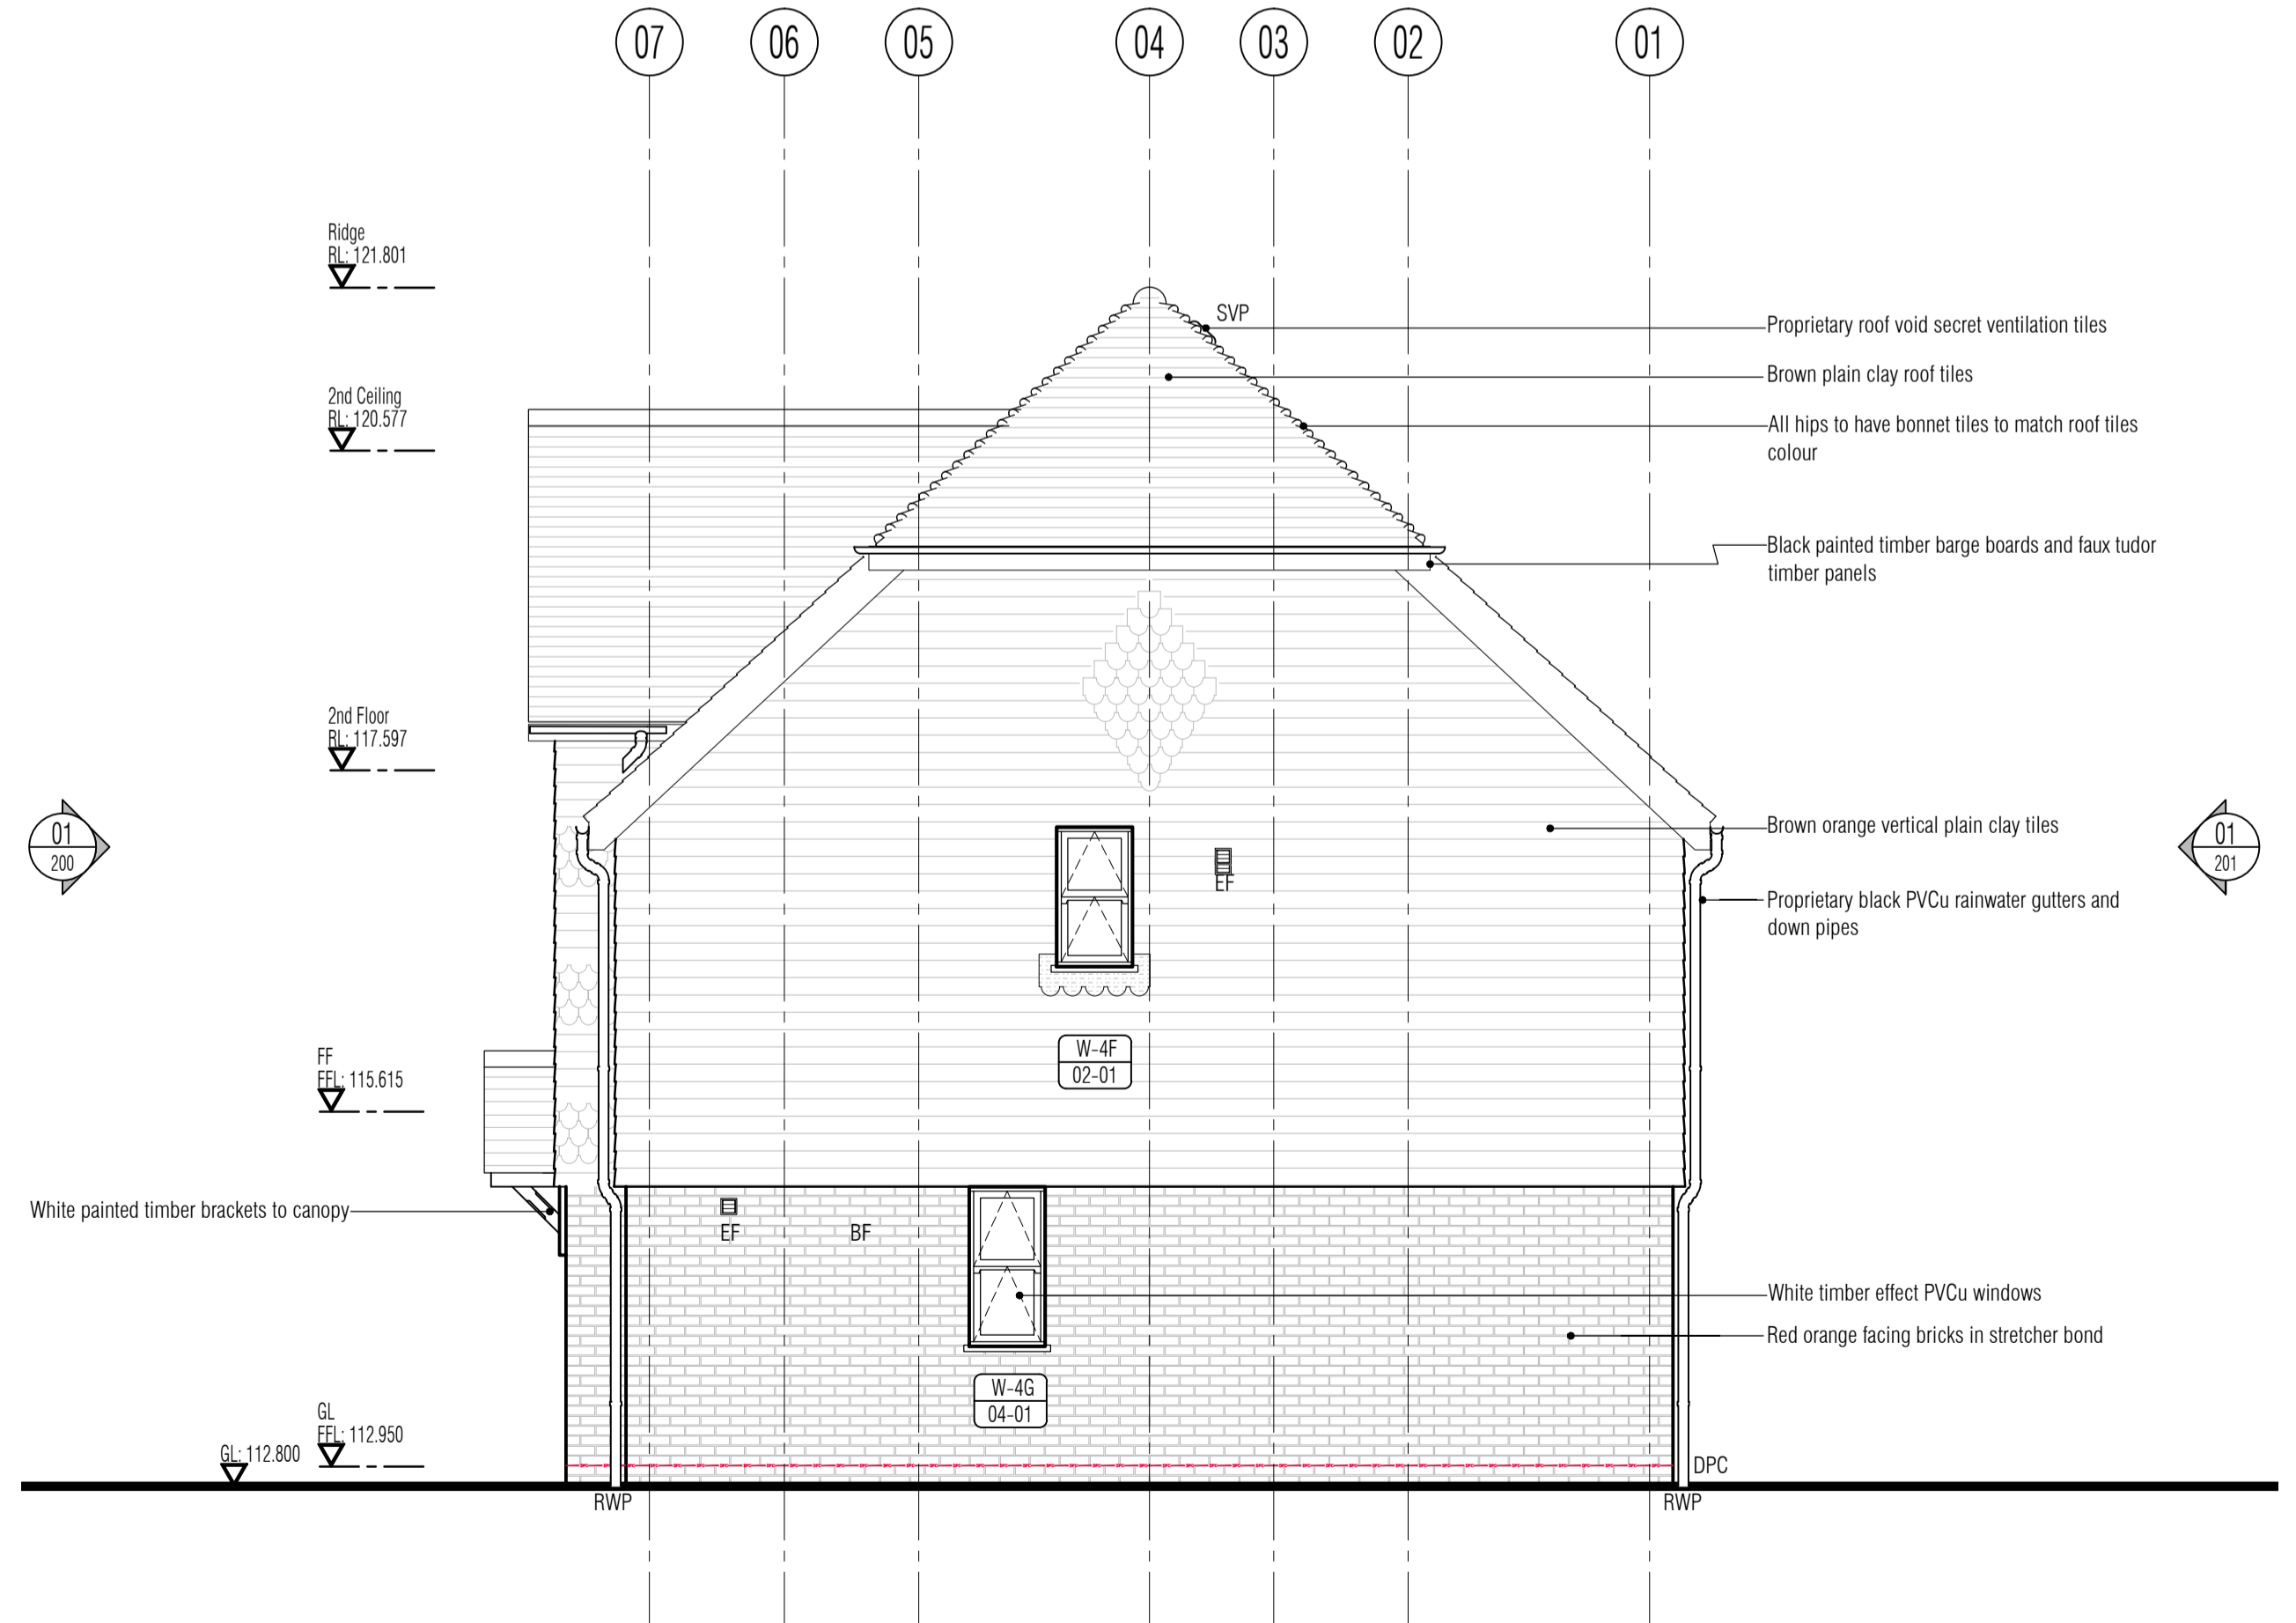 07 06 05 04 03 02 01
Ridge
RL: 121.801
SVP
Proprietary roof void secret ventilation tiles
Brown plain clay roof tiles
2nd Ceiling
RL: 120.577
All hips to have bonnet tiles to match roof tiles
colour
Black painted timber barge boards and faux tudor
timber panels
2nd Floor
RL: 117.597
01
200
Brown orange vertical plain clay tiles
01
201
EF
Proprietary black PVCu rainwater gutters and
down pipes
FF
FFL: 115.615
W-4F
02-01
White painted timber brackets to canopy
EF
BF
White timber effect PVCu windows
Red orange facing bricks in stretcher bond
W-4G
04-01
GL
FFL: 112.950
GL: 112.800
DPC
RWP
RWP